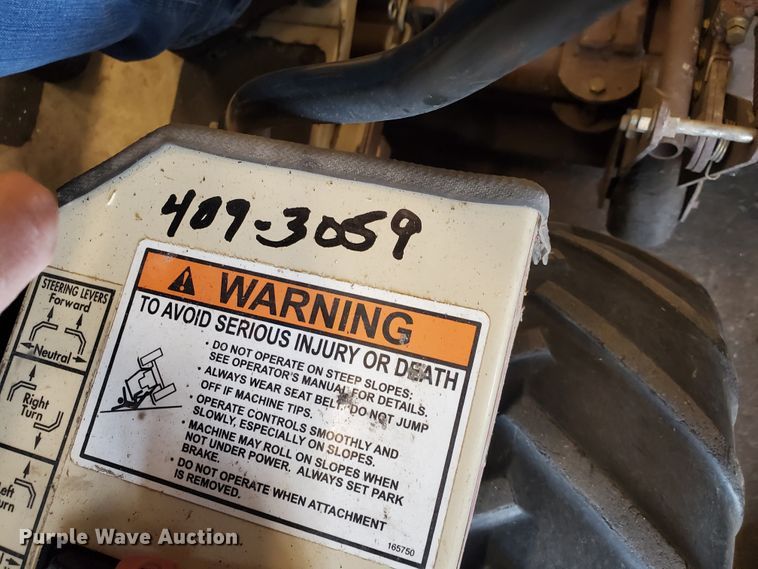 409-3059
WARNING
TO AVOID SERIOUS INJURY OR DEATH
• DO NOT OPERATE ON STEEP SLOPES;
SEE OPERATOR'S MANUAL FOR DETAILS.
• ALWAYS WEAR SEAT BELT. DO NOT JUMP
OFF IF MACHINE TIPS.
• OPERATE CONTROLS SMOOTHLY AND
SLOWLY, ESPECIALLY ON SLOPES.
• MACHINE MAY ROLL ON SLOPES WHEN
NOT UNDER POWER. ALWAYS SET PARK
BRAKE.
• DO NOT OPERATE WHEN ATTACHMENT
IS REMOVED.
165750
STEERING LEVERS
Forward
Neutral
Right
Turn
Left
Turn
Purple Wave Auction.